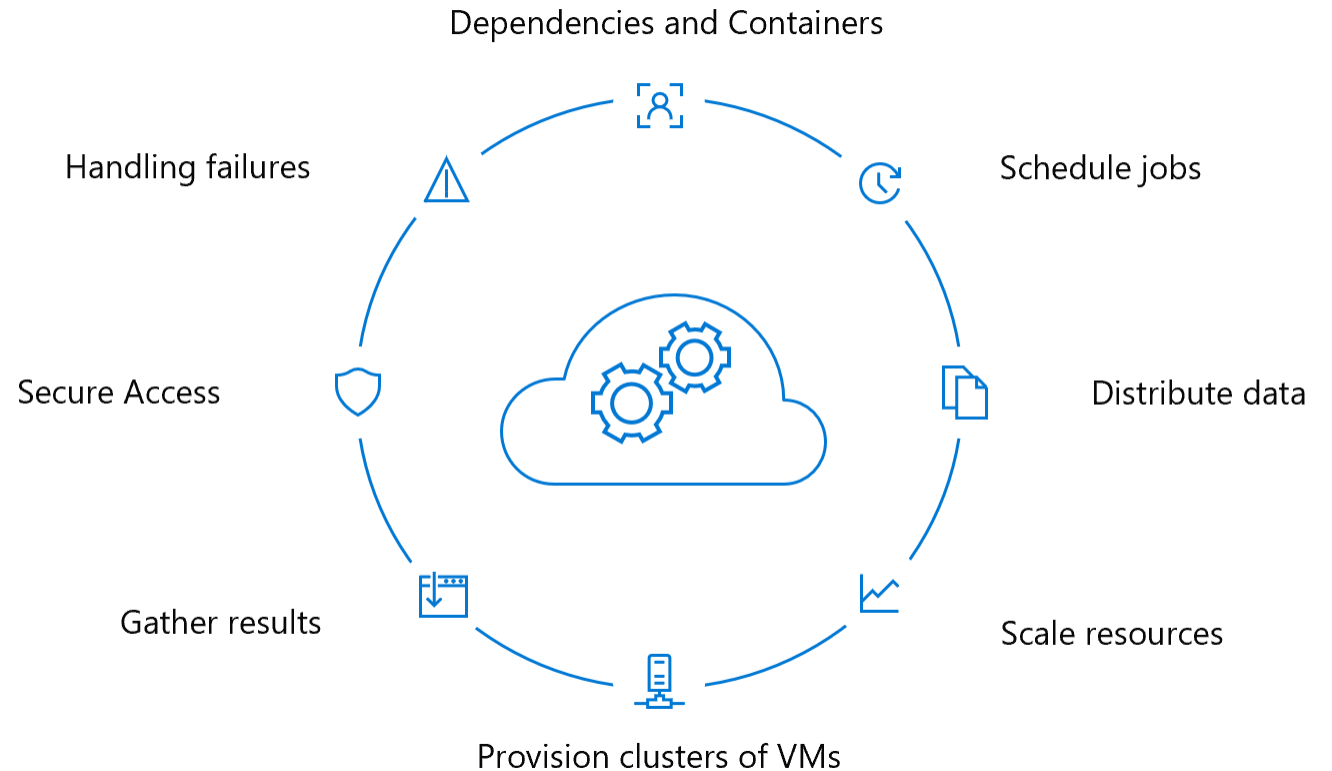 Dependencies and Containers
Handling failures
Schedule jobs
Secure Access
Distribute data
Gather results
Scale resources
Provision clusters of VMs